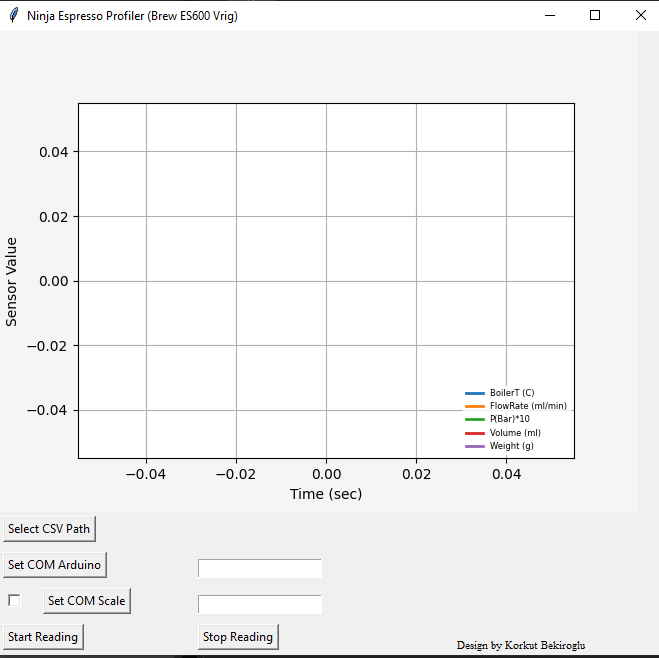 Ninja Espresso Profiler (Brew ES600 Vrig)
0.04
0.02
0.00
−0.02
−0.04
Sensor Value
BoilerT (C)
FlowRate (ml/min)
P(Bar)*10
Volume (ml)
Weight (g)
−0.04 −0.02 0.00 0.02 0.04
Time (sec)
Select CSV Path
Set COM Arduino
Set COM Scale
Start Reading Stop Reading
Design by Korkut Bekiroglu